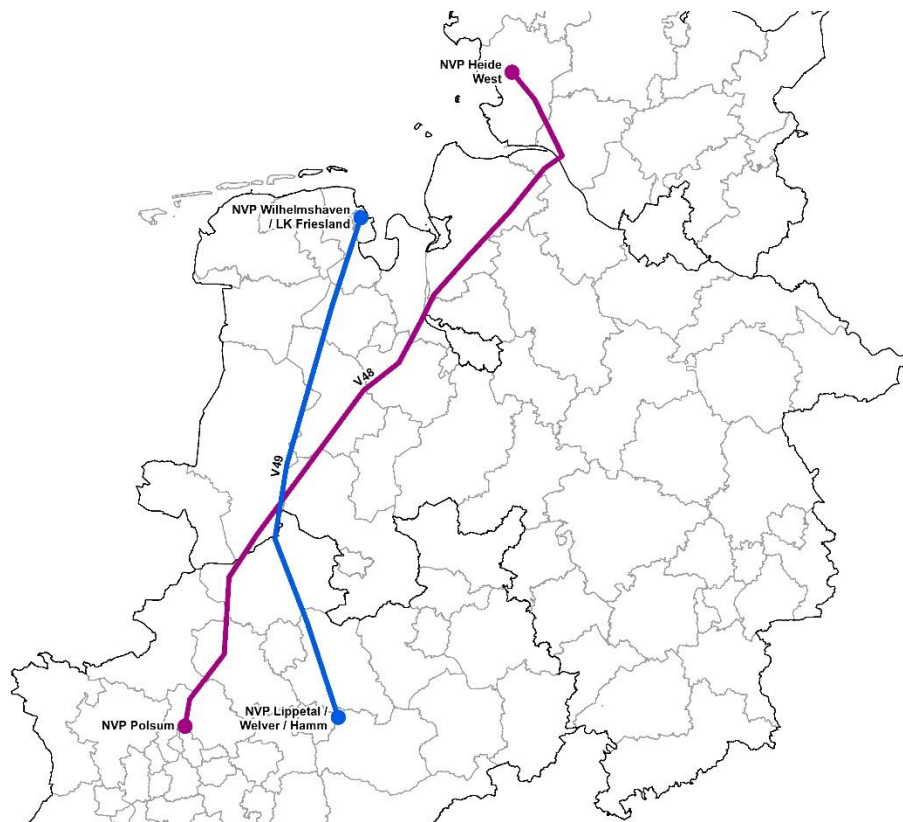 NVP Heide
West
NVP Wilhelmshaven
/ LK Friesland
V48
V49
NVP Polsum
NVP Lippetal /
Welver / Hamm